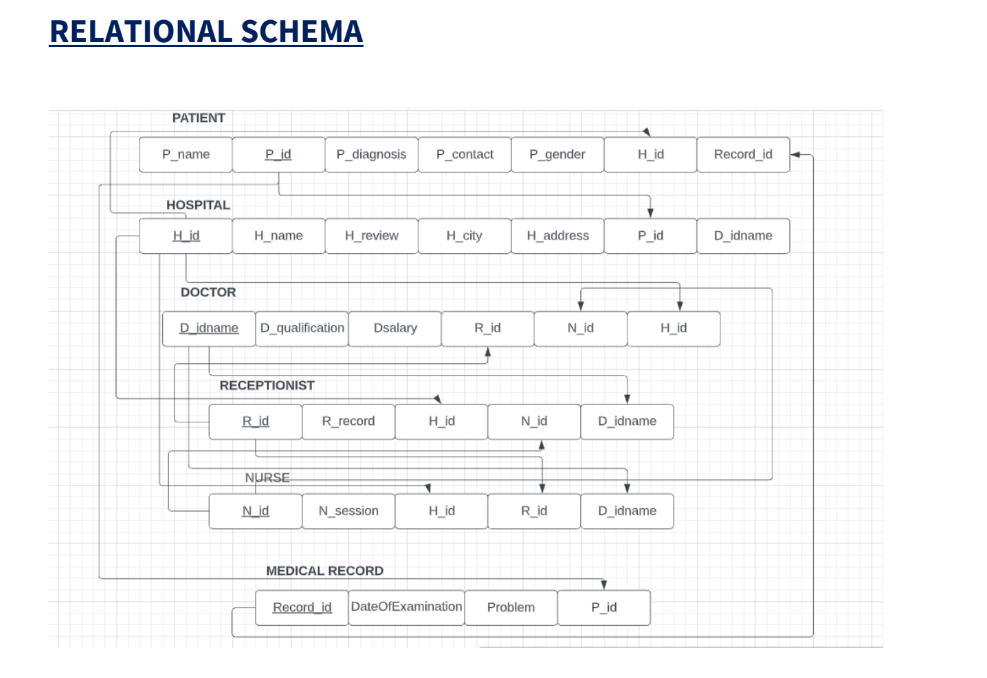 RELATIONAL SCHEMA
PATIENT
P_name P_id P_diagnosis P_contact P_gender H_id Record_id
HOSPITAL
H_id H_name H_review H_city H_address P_id D_idname
DOCTOR
D_idname D_qualification Dsalary R_id N_id H_id
RECEPTIONIST
R_id R_record H_id N_id D_idname
NURSE
N_id N_session H_id R_id D_idname
MEDICAL RECORD
Record_id DateOfExamination Problem P_id